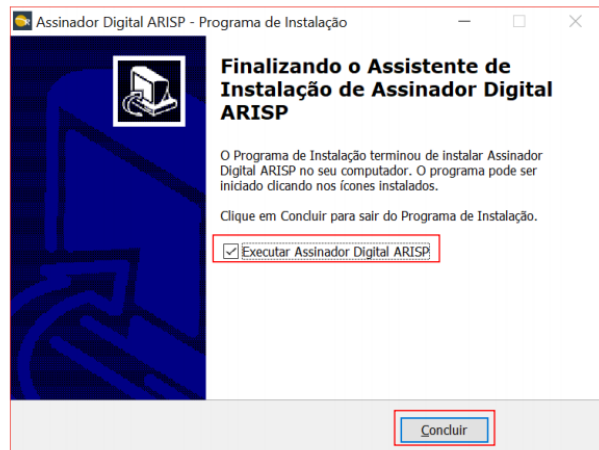 Assinador Digital ARISP - Programa de Instalação
Finalizando o Assistente de
Instalação de Assinador Digital
ARISP
O Programa de Instalação terminou de instalar Assinador
Digital ARISP no seu computador. O programa pode ser
iniciado clicando nos ícones instalados.
Clique em Concluir para sair do Programa de Instalação.
Executar Assinador Digital ARISP
Concluir